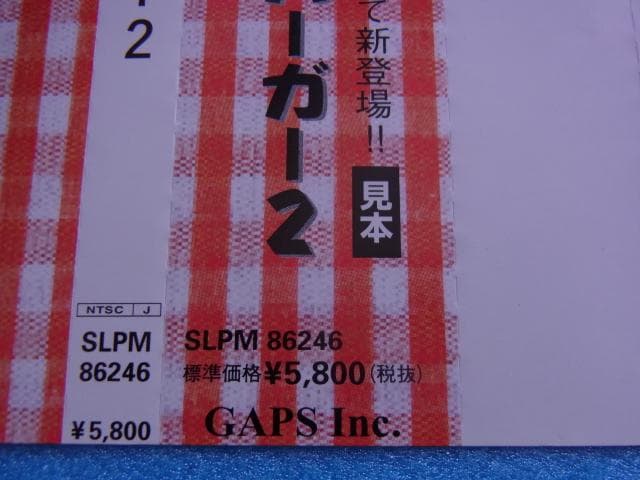 2
NTSC J
SLPM
86246
¥5,800
ーガー2
て新登場!!
見本
SLPM 86246
標準価格¥5,800(税抜)
GAPS Inc.